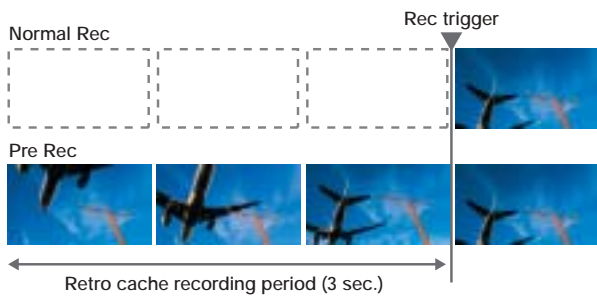 Rec trigger
Normal Rec
Pre Rec
Retro cache recording period (3 sec.)